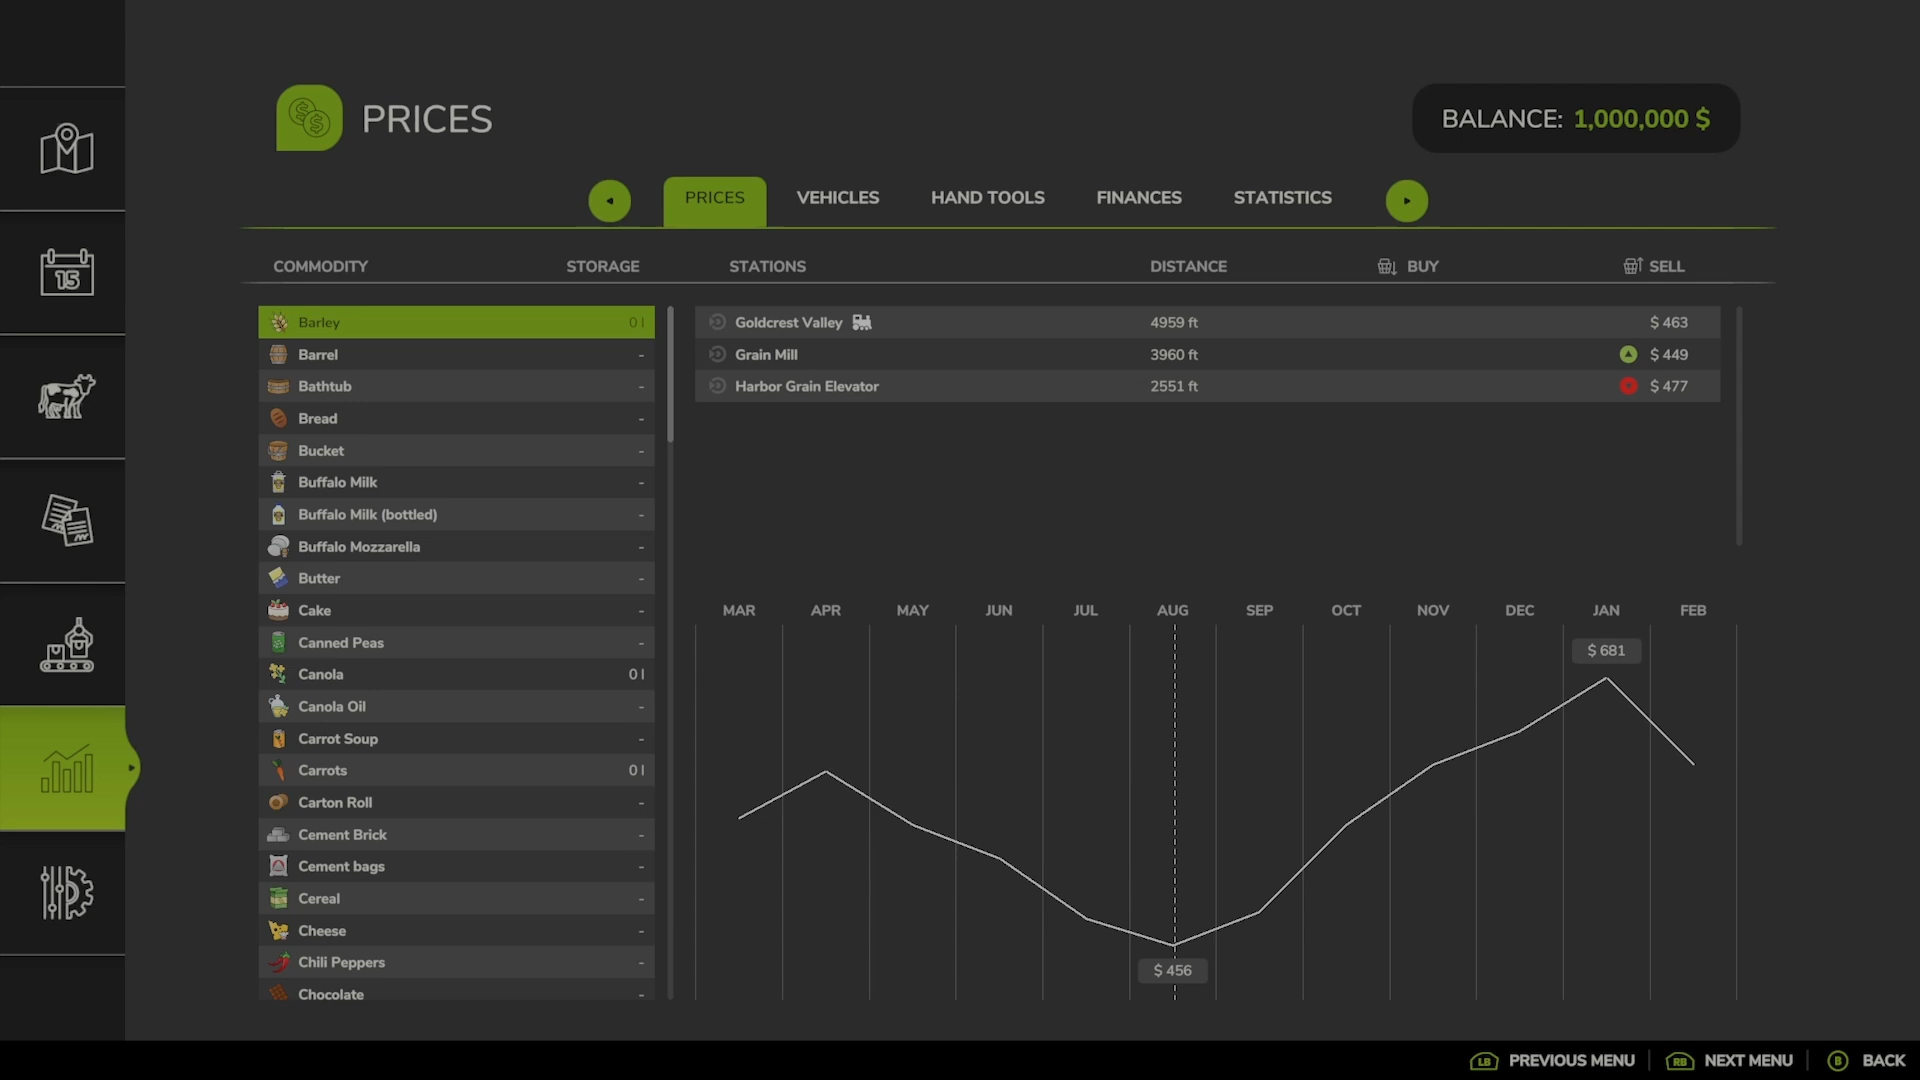 PRICES
BALANCE: 1,000,000 $
PRICES VEHICLES HAND TOOLS FINANCES STATISTICS
COMMODITY STORAGE STATIONS DISTANCE BUY SELL
15
Barley 0 l
Barrel -
Bathtub -
Bread -
Bucket -
Buffalo Milk -
Buffalo Milk (bottled) -
Buffalo Mozzarella -
Butter -
Cake -
Canned Peas -
Canola 0 l
Canola Oil -
Carrot Soup -
Carrots 0 l
Carton Roll -
Cement Brick -
Cement bags -
Cereal -
Cheese -
Chili Peppers -
Chocolate -
Goldcrest Valley 4959 ft $ 463
Grain Mill 3960 ft $ 449
Harbor Grain Elevator 2551 ft $ 477
MAR APR MAY JUN JUL AUG SEP OCT NOV DEC JAN FEB
$ 681
$ 456
LB PREVIOUS MENU RB NEXT MENU B BACK